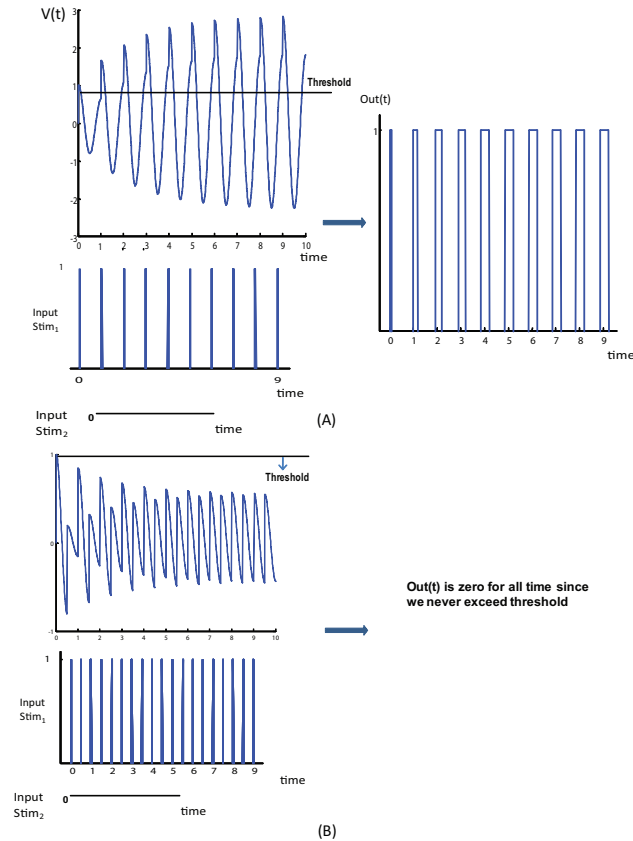 V(t)
3
2
1
0
-1
-2
-3
Threshold
0 1 2 3 4 5 6 7 8 9 10
time
Out(t)
1
0 1 2 3 4 5 6 7 8 9
time
1
Input
Stim1
0 9
time
Input
Stim2
0
time
(A)
1
0
-1
Threshold
0 1 2 3 4 5 6 7 8 9 10
Out(t) is zero for all time since
we never exceed threshold
1
Input
Stim1
0 1 2 3 4 5 6 7 8 9
time
Input
Stim2
0
time
(B)